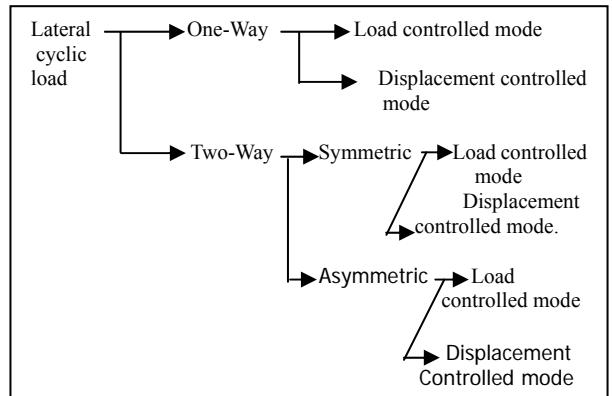 Lateral cyclic load
One-Way
Load controlled mode
Displacement controlled
mode
Two-Way
Symmetric
Load controlled
mode
Displacement
controlled mode.
Asymmetric
Load
controlled mode
Displacement
Controlled mode